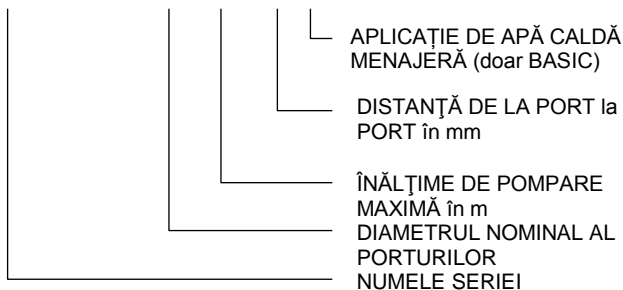 APLICAȚIE DE APĂ CALDĂ
MENAJERĂ (doar BASIC)
DISTANŢĂ DE LA PORT la
PORT în mm
ÎNĂLŢIME DE POMPARE
MAXIMĂ în m
DIAMETRUL NOMINAL AL
PORTURILOR
NUMELE SERIEI